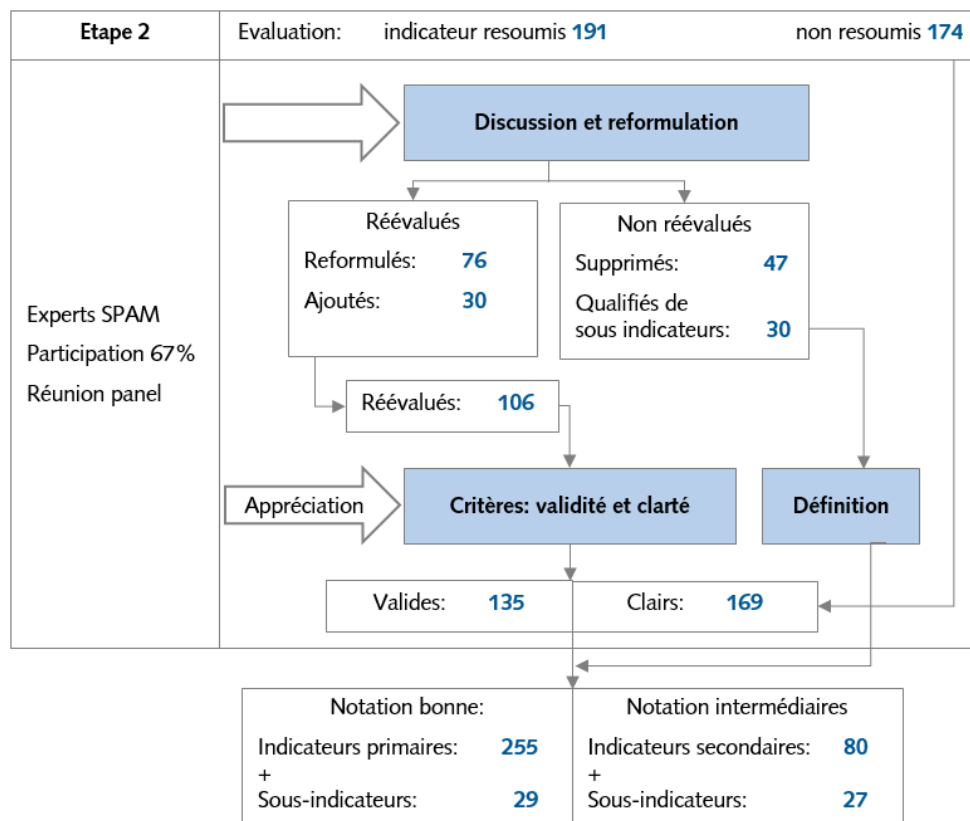 Etape 2
Evaluation: indicateur resoumis 191 non resoumis 174
Discussion et reformulation
Réévalués
Reformulés: 76
Ajoutés: 30
Non réévalués
Supprimés: 47
Qualifiés de
sous indicateurs: 30
Experts SPAM
Participation 67%
Réunion panel
Réévalués: 106
Appréciation
Critères: validité et clarté
Définition
Valides: 135
Clairs: 169
Notation bonne:
Indicateurs primaires: 255
+
Sous-indicateurs: 29
Notation intermédiaires
Indicateurs secondaires: 80
+
Sous-indicateurs: 27